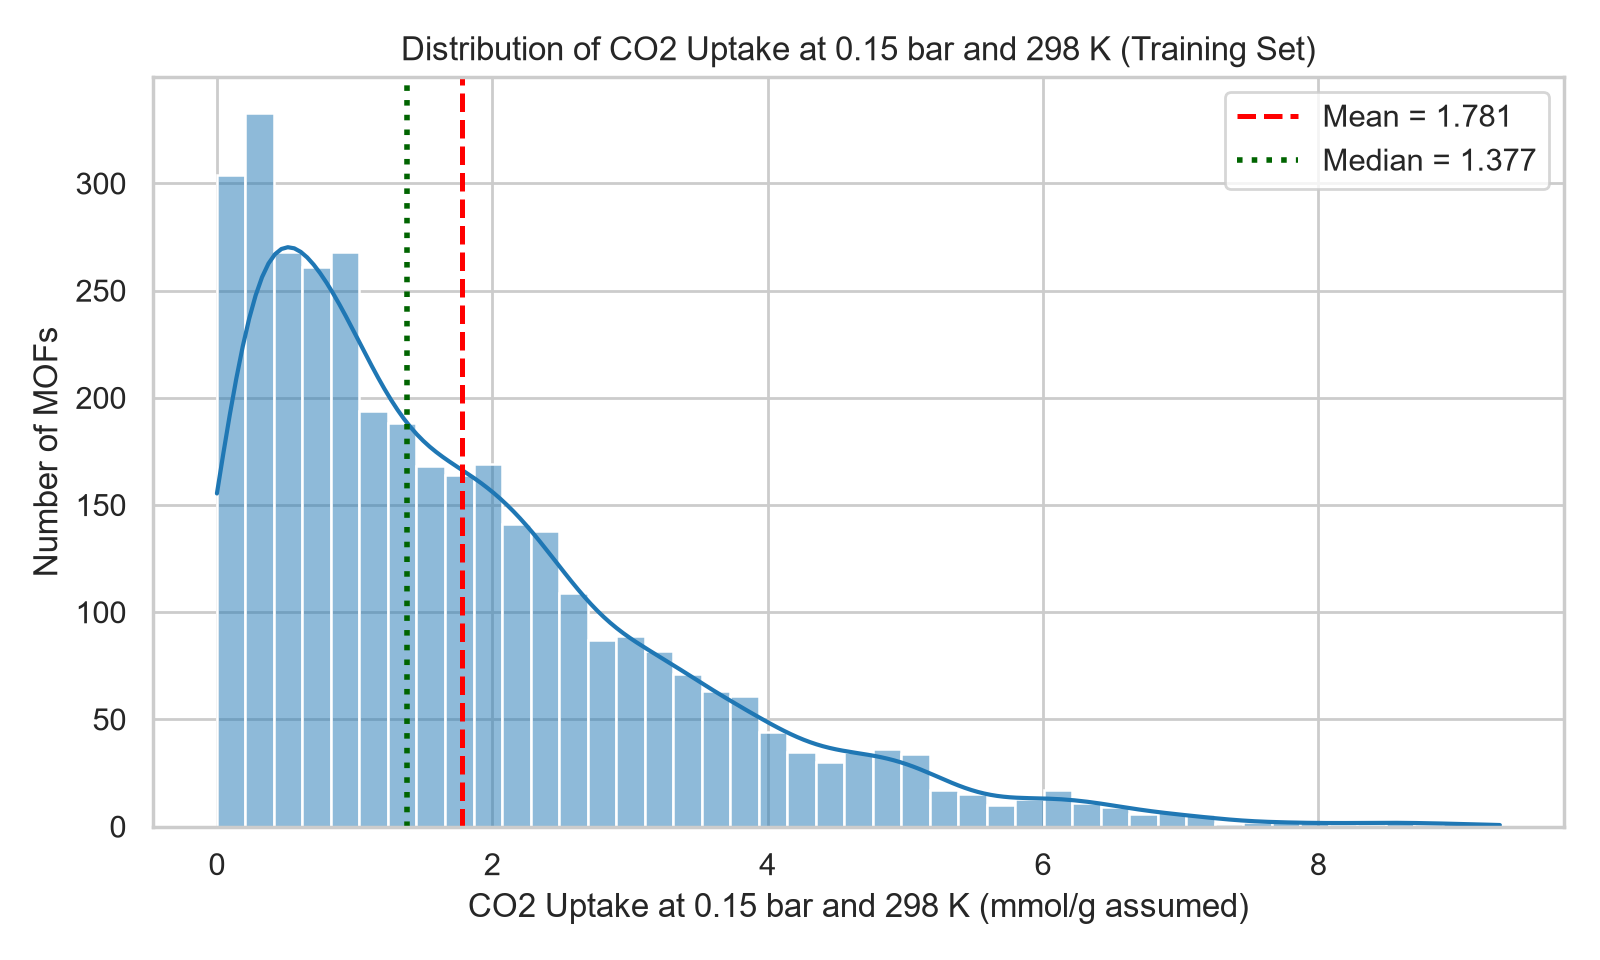 Distribution of CO2 Uptake at 0.15 bar and 298 K (Training Set)
Mean = 1.781
Median = 1.377
Number of MOFs
300
250
200
150
100
50
0
0 2 4 6 8
CO2 Uptake at 0.15 bar and 298 K (mmol/g assumed)